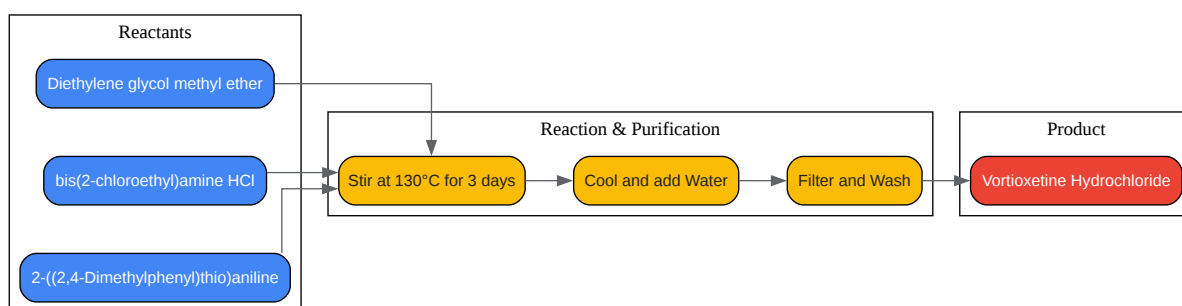 Reactants
Diethylene glycol methyl ether
bis(2-chloroethyl)amine HCl
2-((2,4-Dimethylphenyl)thio)aniline
Reaction & Purification
Stir at 130°C for 3 days
Cool and add Water
Filter and Wash
Product
Vortioxetine Hydrochloride